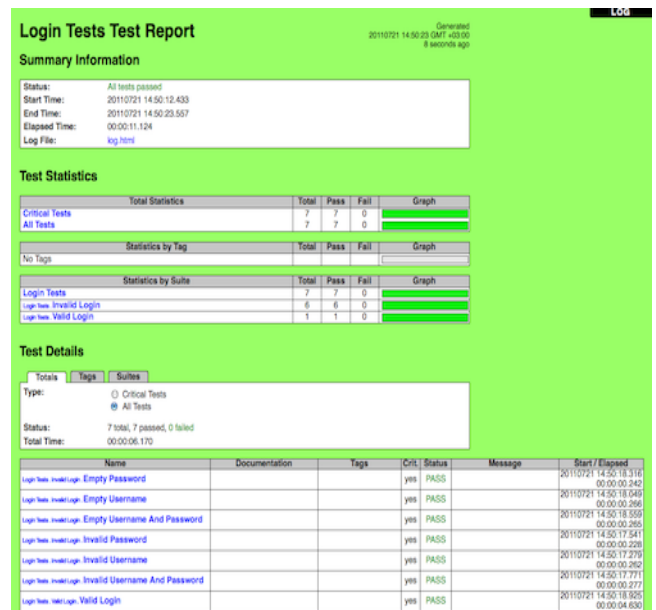 LOG
Login Tests Test Report
Generated
20110721 14:50:23 GMT +03:00
8 seconds ago
Summary Information
Status: All tests passed
Start Time: 20110721 14:50:12.433
End Time: 20110721 14:50:23.557
Elapsed Time: 00:00:11.124
Log File: log.html
Test Statistics
Total Statistics Total Pass Fail Graph
Critical Tests 7 7 0
All Tests 7 7 0
Statistics by Tag Total Pass Fail Graph
No Tags
Statistics by Suite Total Pass Fail Graph
Login Tests 7 7 0
Login Tests. Invalid Login 6 6 0
Login Tests. Valid Login 1 1 0
Test Details
Totals Tags Suites
Type: Critical Tests
All Tests
Status: 7 total, 7 passed, 0 failed
Total Time: 00:00:06.170
Name Documentation Tags Crit. Status Message Start / Elapsed
Login Tests. Invalid Login. Empty Password yes PASS 20110721 14:50:18.316
00:00:00.242
Login Tests. Invalid Login. Empty Username yes PASS 20110721 14:50:18.049
00:00:00.266
Login Tests. Invalid Login. Empty Username And Password yes PASS 20110721 14:50:18.559
00:00:00.265
Login Tests. Invalid Login. Invalid Password yes PASS 20110721 14:50:17.541
00:00:00.228
Login Tests. Invalid Login. Invalid Username yes PASS 20110721 14:50:17.279
00:00:00.262
Login Tests. Invalid Login. Invalid Username And Password yes PASS 20110721 14:50:17.771
00:00:00.277
Login Tests. Valid Login. Valid Login yes PASS 20110721 14:50:18.925
00:00:04.630